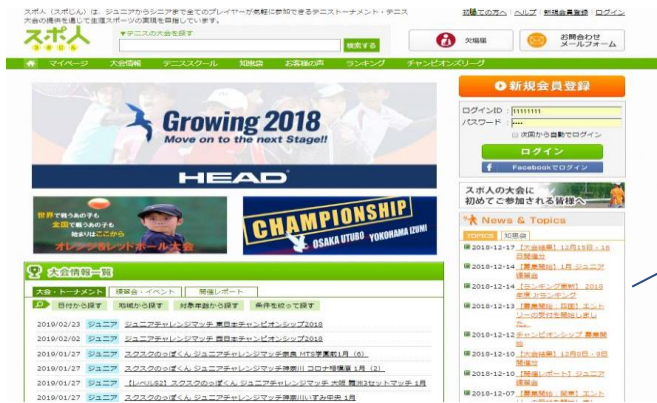 スポ人（スポじん）は、ジュニアからシニアまで全てのプレイヤーが気軽に参加できるテニストーナメント・テニス
大会の提供を通じて生涯スポーツの実現を目指しています。
初めての方へ ヘルプ 新規会員登録 ログイン
スポ人
▼テニスの大会を探す
検索する
欠場届
お問合わせ
メールフォーム
マイページ 大会情報 テニススクール 知恵袋 お客様の声 ランキング チャンピオンズリーグ
Growing 2018
Move on to the next Stage!!
HEAD
世界で戦うあの子も
全国で戦うあの子も
始まりはここから
オレンジ&レッドボール大会
CHAMPIONSHIP
OSAKA UTUBO YOKOHAMA IZUMI
大会情報一覧
大会・トーナメント 練習会・イベント 開催レポート
日付から探す 地域から探す 対象年齢から探す 条件を絞って探す
2019/02/23 ジュニア ジュニアチャレンジマッチ 東日本チャンピオンシップ2018
2019/02/02 ジュニア ジュニアチャレンジマッチ 西日本チャンピオンシップ2018
2019/01/27 ジュニア スクスクのっぽくん ジュニアチャレンジマッチ奈良 MTS学園前1月（6）
2019/01/27 ジュニア スクスクのっぽくん ジュニアチャレンジマッチ神奈川 コロナ相模原 1月（2）
2019/01/27 ジュニア 【レベル52】スクスクのっぽくん ジュニアチャレンジマッチ 大阪 舞洲3セットマッチ 1月
2019/01/27 ジュニア スクスクのっぽくん ジュニアチャレンジマッチ神奈川いずみ中央 1月
新規会員登録
ログインID : 11111111
パスワード : ••••
次回から自動でログイン
ログイン
Facebookでログイン
スポ人の大会に
初めてご参加される皆様へ
News & Topics
TOPICS 知恵袋
2018-12-17 【大会結果】12月15日・16
日開催分
2018-12-14 【募集開始】1月 ジュニア
練習会
2018-12-14 【ランキング更新】 2018
年度 Jrランキング
2018-12-13 【募集開始：四国】エント
リーの受付を開始しまし
た。
2018-12-12 チャンピオンシップ 募集開
始
2018-12-10 【大会結果】12月8日・9日
開催分
2018-12-10 【開催レポート】ジュニア
練習会
2018-12-07 【募集開始：関東】エント
リーの受付を開始しまし